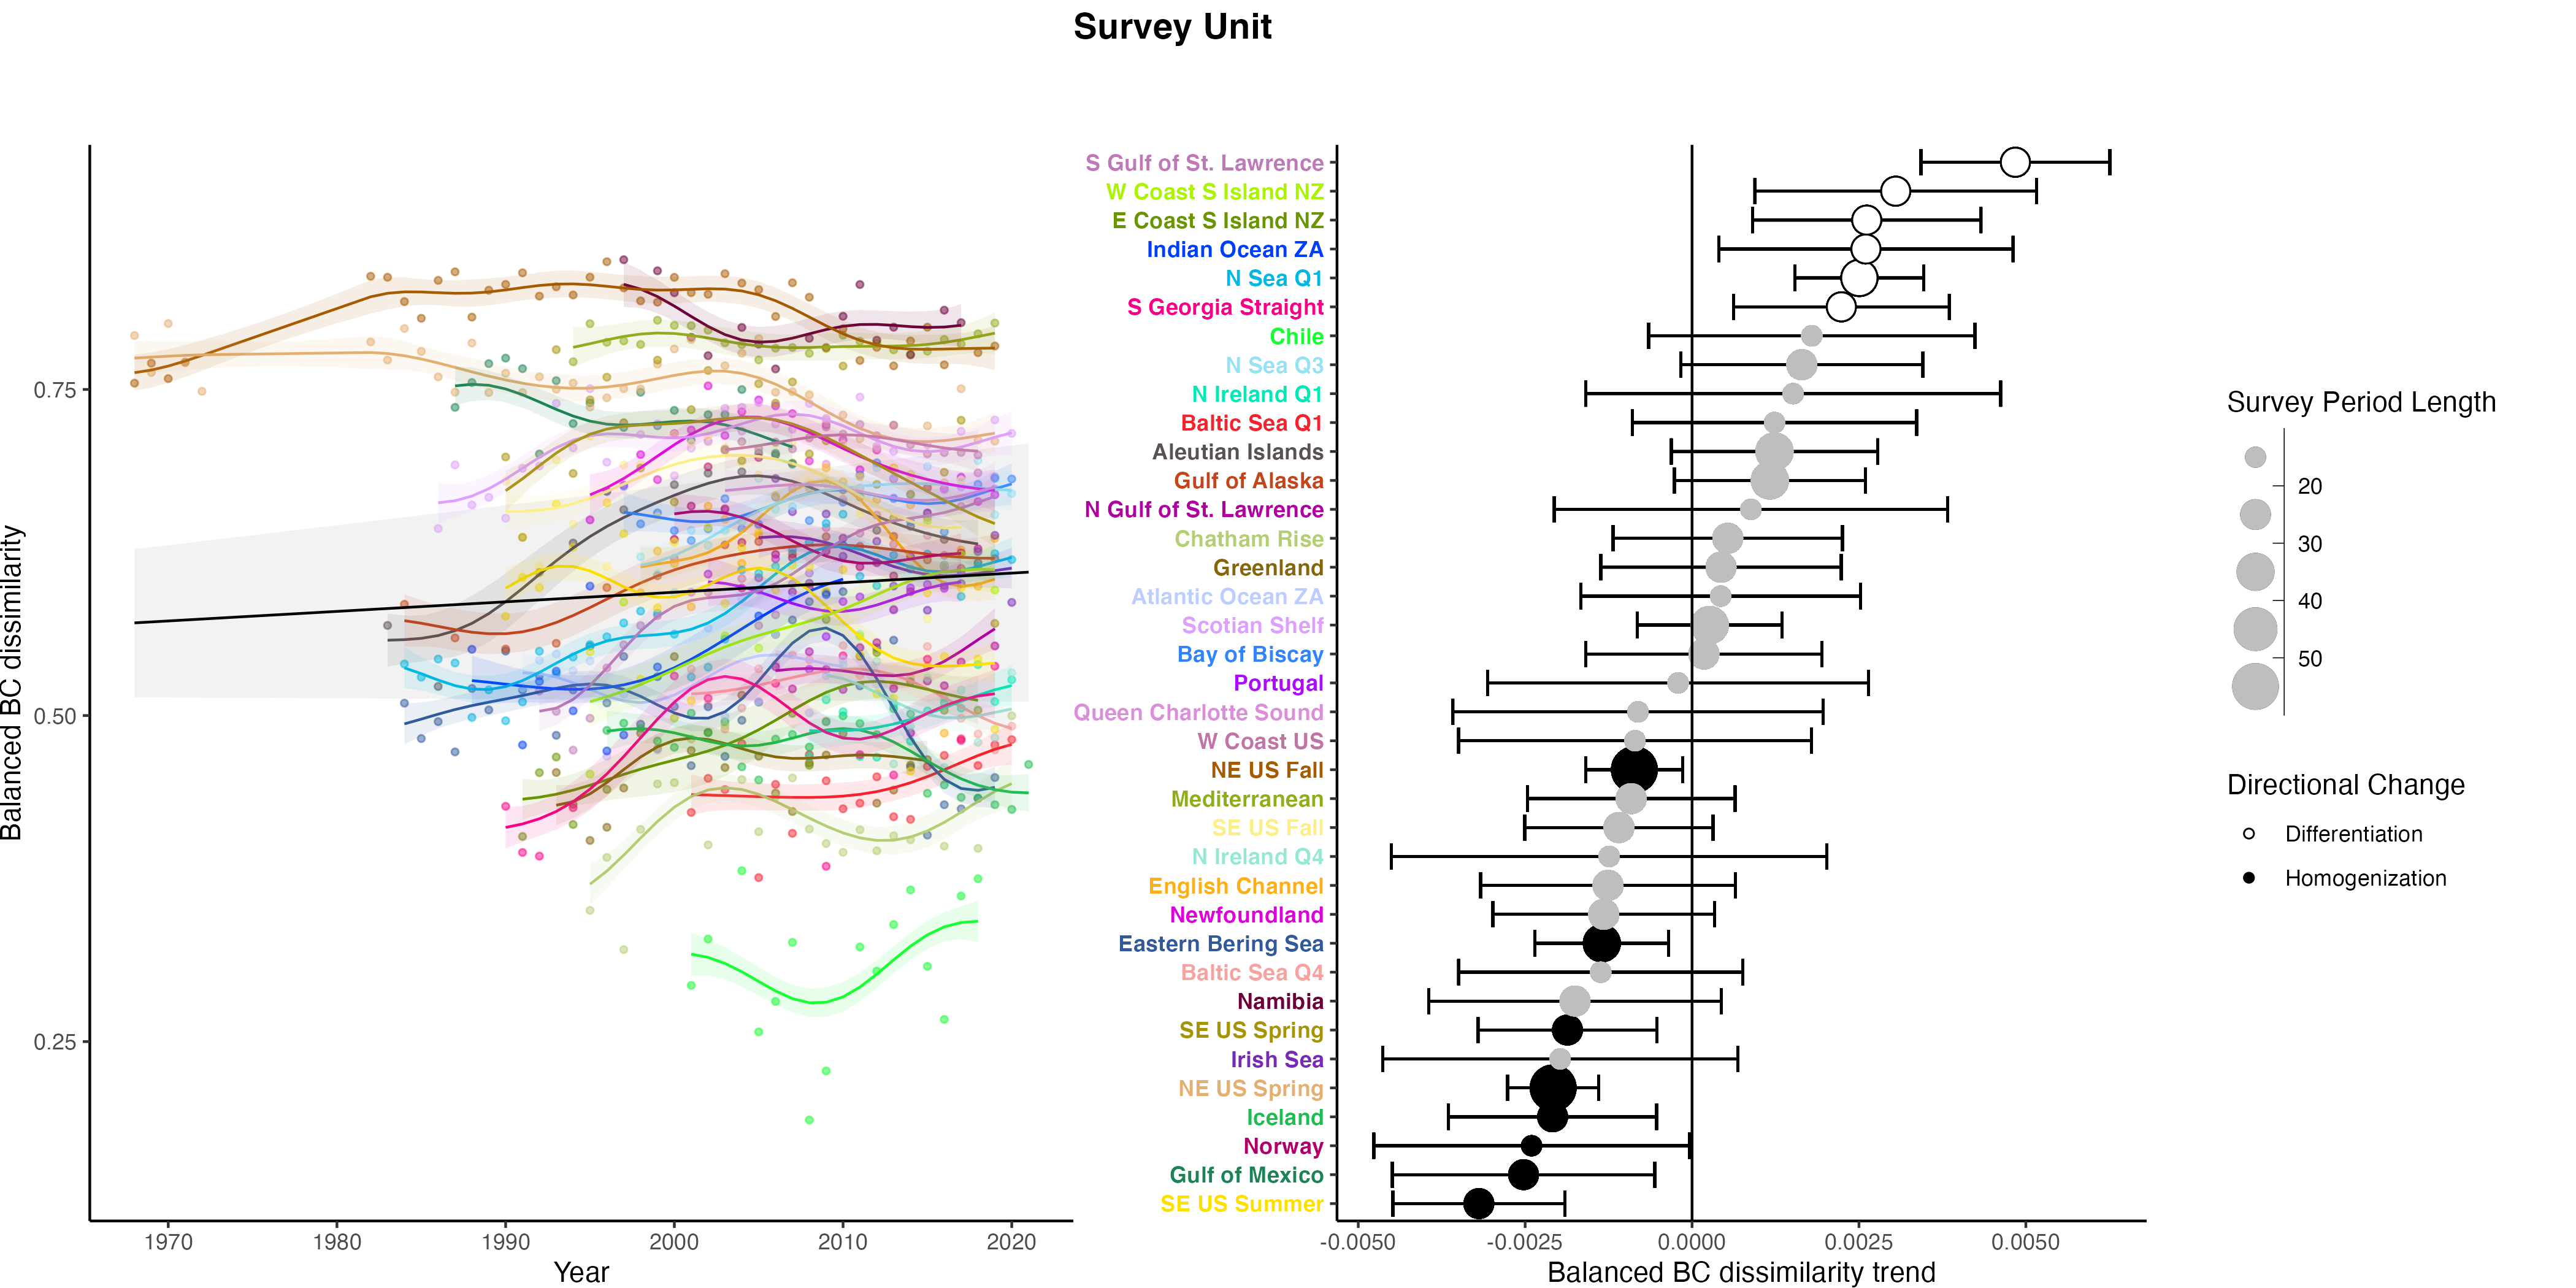 Survey Unit
Balanced BC dissimilarity
0.75
0.50
0.25
1970 1980 1990 2000 2010 2020
Year
S Gulf of St. Lawrence
W Coast S Island NZ
E Coast S Island NZ
Indian Ocean ZA
N Sea Q1
S Georgia Straight
Chile
N Sea Q3
N Ireland Q1
Baltic Sea Q1
Aleutian Islands
Gulf of Alaska
N Gulf of St. Lawrence
Chatham Rise
Greenland
Atlantic Ocean ZA
Scotian Shelf
Bay of Biscay
Portugal
Queen Charlotte Sound
W Coast US
NE US Fall
Mediterranean
SE US Fall
N Ireland Q4
English Channel
Newfoundland
Eastern Bering Sea
Baltic Sea Q4
Namibia
SE US Spring
Irish Sea
NE US Spring
Iceland
Norway
Gulf of Mexico
SE US Summer
-0.0050 -0.0025 0.0000 0.0025 0.0050
Balanced BC dissimilarity trend
Survey Period Length
20
30
40
50
Directional Change
Differentiation
Homogenization